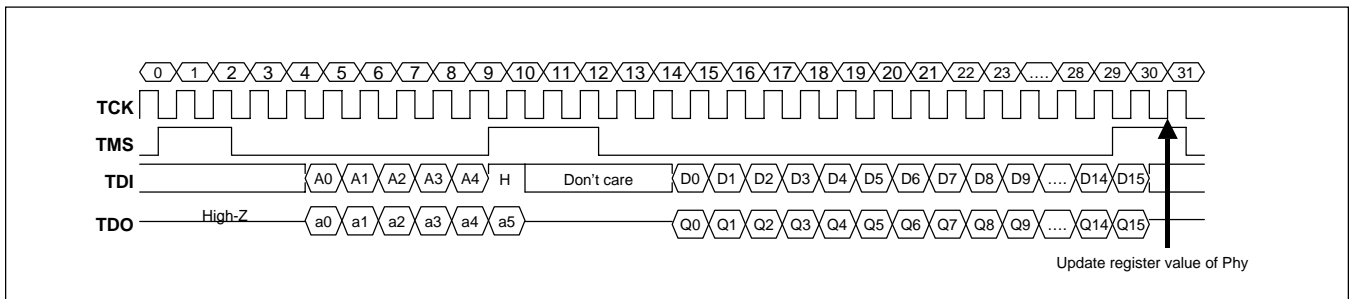 0 1 2 3 4 5 6 7 8 9 10 11 12 13 14 15 16 17 18 19 20 21 22 23 .... 28 29 30 31
TCK
TMS
TDI A0 A1 A2 A3 A4 H Don't care D0 D1 D2 D3 D4 D5 D6 D7 D8 D9 .... D14 D15
TDO High-Z a0 a1 a2 a3 a4 a5 Q0 Q1 Q2 Q3 Q4 Q5 Q6 Q7 Q8 Q9 .... Q14 Q15
Update register value of Phy